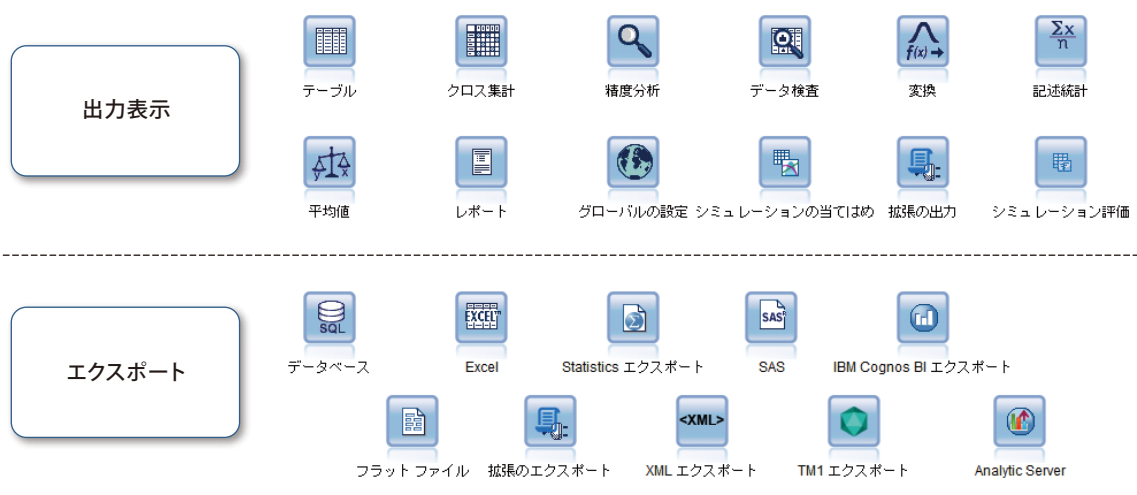 出力表示
テーブル
クロス集計
精度分析
データ検査
変換
f(x)
Σx
n
記述統計
y x
平均値
レポート
グローバルの設定
シミュレーションの当てはめ
拡張の出力
シミュレーション評価
エクスポート
SQL
データベース
EXCEL™
Excel
Σ
Statistics エクスポート
SAS
SAS
IBM Cognos BI エクスポート
フラット ファイル
拡張のエクスポート
<XML>
XML エクスポート
TM1 エクスポート
Analytic Server